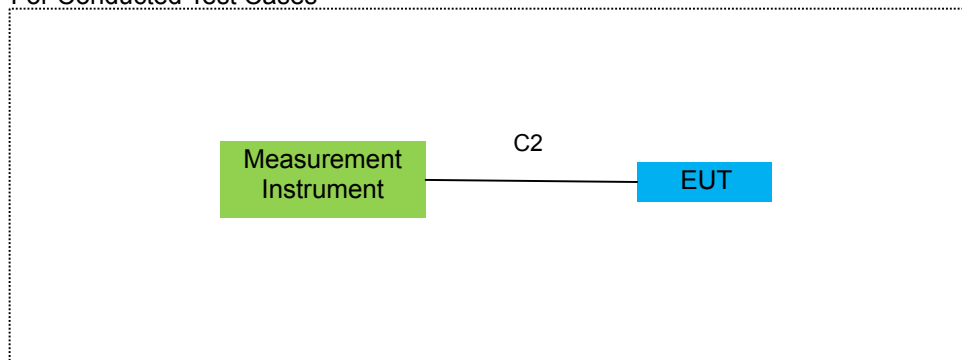 For Conducted Test Cases
C2
Measurement
Instrument
EUT